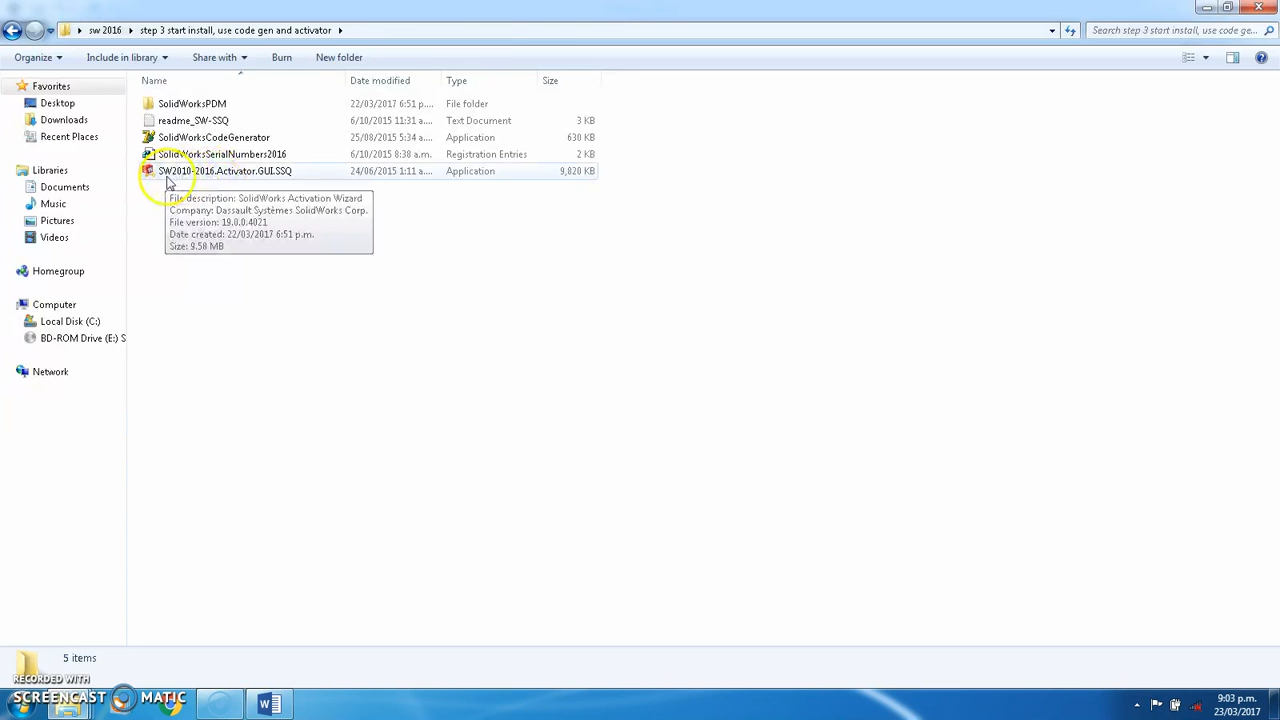 sw 2016 step 3 start install, use code gen and activator
Search step 3 start install, use code ge...
Organize Include in library Share with Burn New folder
Name Date modified Type Size
Favorites
Desktop
Downloads
Recent Places
Libraries
Documents
Music
Pictures
Videos
Homegroup
Computer
Local Disk (C:)
BD-ROM Drive (E:) S
Network
SolidWorksPDM 22/03/2017 6:51 p.m.... File folder
readme_SW-SSQ 6/10/2015 11:31 a.... Text Document 3 KB
SolidWorksCodeGenerator 25/08/2015 5:34 a.... Application 630 KB
SolidWorksSerialNumbers2016 6/10/2015 8:38 a.m. Registration Entries 2 KB
SW2010-2016.Activator.GUI.SSQ 24/06/2015 1:11 a.... Application 9,820 KB
File description: SolidWorks Activation Wizard
Company: Dassault Systèmes SolidWorks Corp.
File version: 19.0.0.4021
Date created: 22/03/2017 6:51 p.m.
Size: 9.58 MB
5 items
RECORDED WITH
SCREENCAST MATIC
9:03 p.m.
23/03/2017